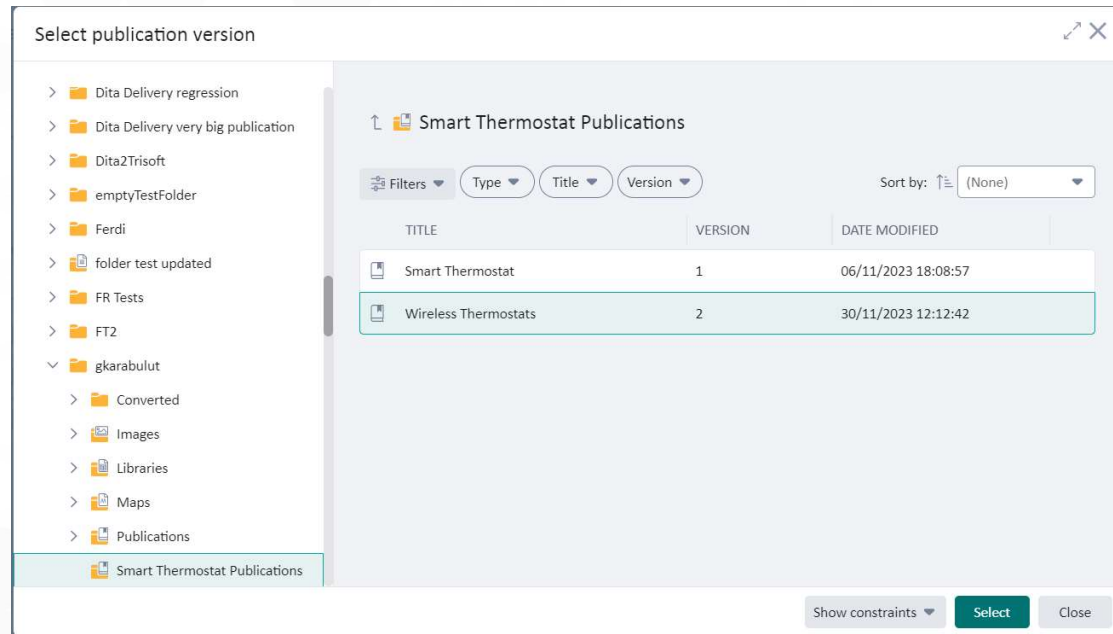 Select publication version
Dita Delivery regression
Dita Delivery very big publication
Dita2Trisoft
emptyTestFolder
Ferdi
folder test updated
FR Tests
FT2
gkarabulut
Converted
Images
Libraries
Maps
Publications
Smart Thermostat Publications
Smart Thermostat Publications
Filters Type Title Version Sort by: (None)
TITLE VERSION DATE MODIFIED
Smart Thermostat 1 06/11/2023 18:08:57
Wireless Thermostats 2 30/11/2023 12:12:42
Show constraints Select Close